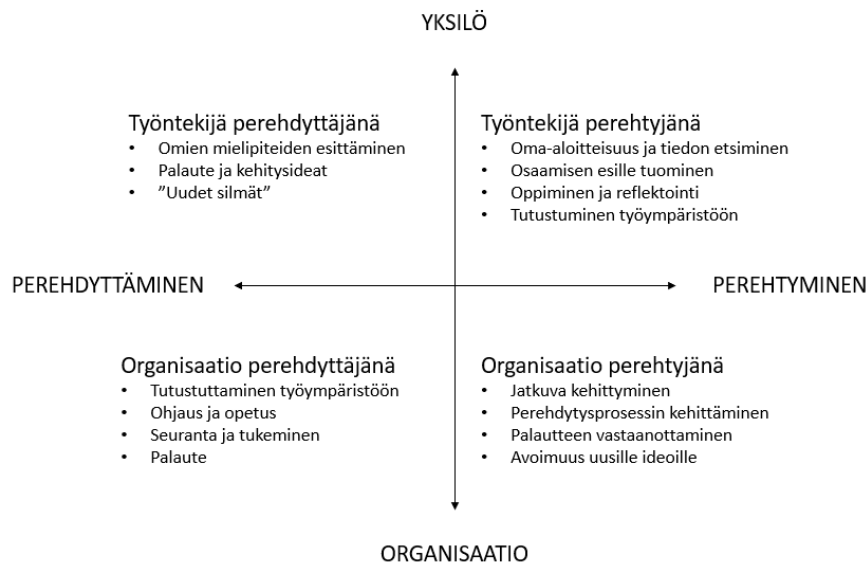 YKSILÖ
Työntekijä perehdyttäjänä
• Omien mielipiteiden esittäminen
• Palaute ja kehitysideat
• ”Uudet silmät”
Työntekijä perehtyjänä
• Oma-aloitteisuus ja tiedon etsiminen
• Osaamisen esille tuominen
• Oppiminen ja reflektointi
• Tutustuminen työympäristöön
PEREHDYTTÄMINEN
PEREHTYMINEN
Organisaatio perehdyttäjänä
• Tutustuttaminen työympäristöön
• Ohjaus ja opetus
• Seuranta ja tukeminen
• Palaute
Organisaatio perehtyjänä
• Jatkuva kehittyminen
• Perehdytysprosessin kehittäminen
• Palautteen vastaanottaminen
• Avoimuus uusille ideoille
ORGANISAATIO